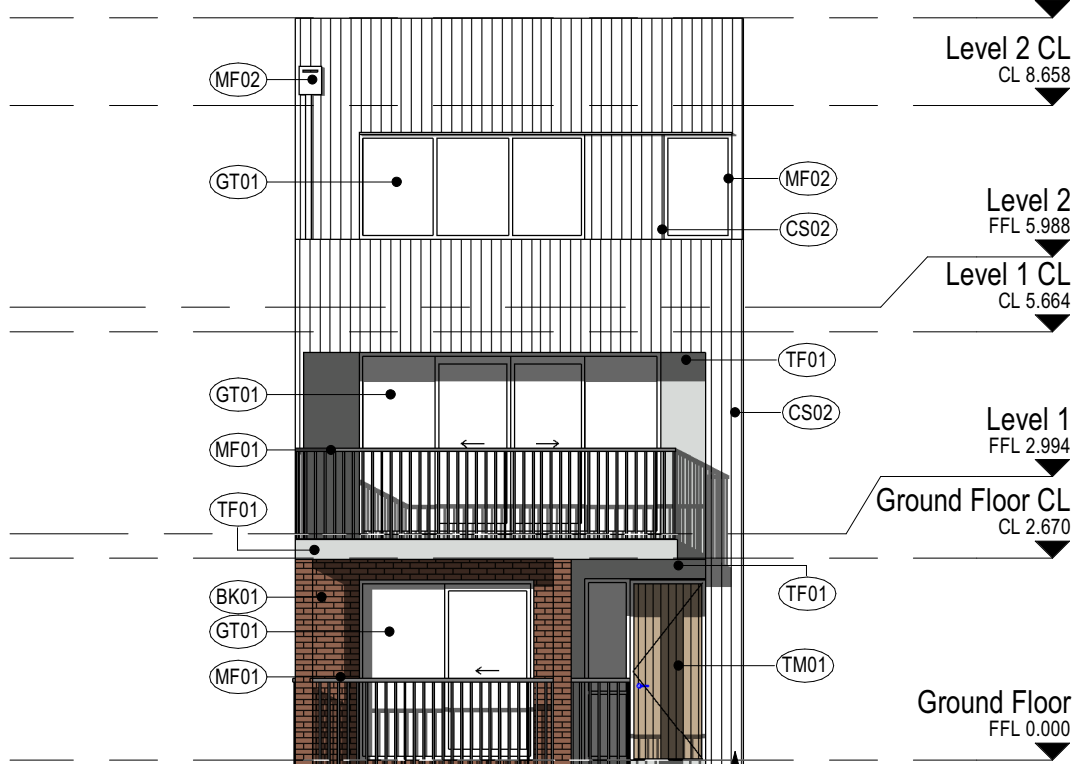 Level 2 CL
CL 8.658
MF02
GT01
MF02
CS02
Level 2
FFL 5.988
Level 1 CL
CL 5.664
TF01
GT01
CS02
MF01
Level 1
FFL 2.994
Ground Floor CL
CL 2.670
TF01
BK01
TF01
GT01
MF01
TM01
Ground Floor
FFL 0.000